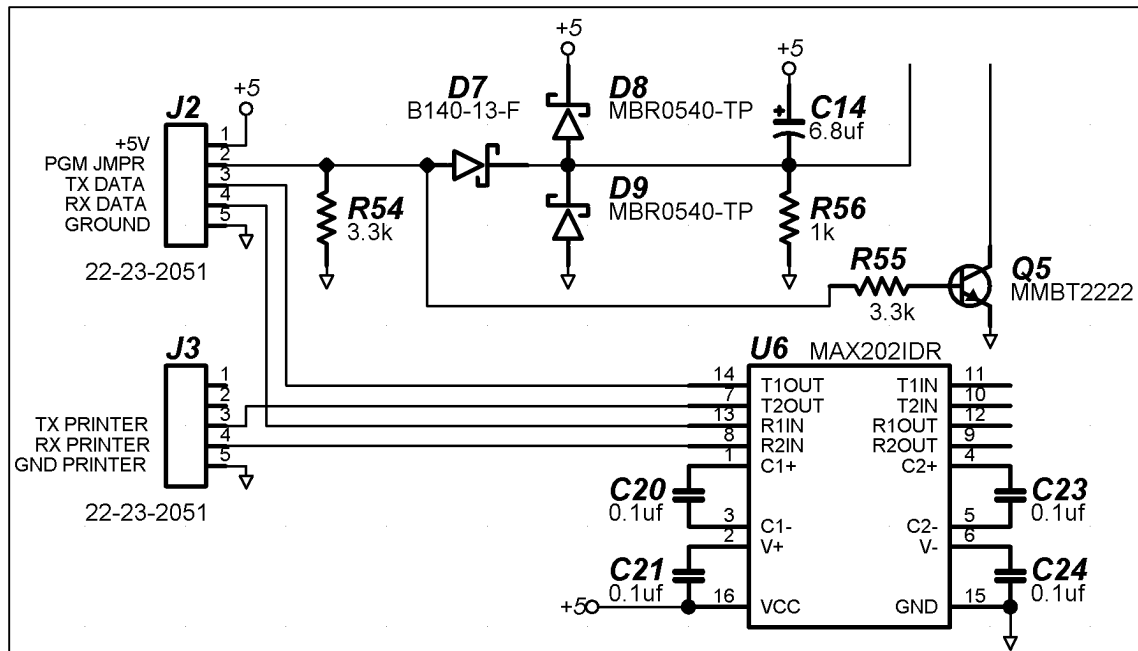 +5
+5
+5
D7
B140-13-F
D8
MBR0540-TP
C14
+
6.8uf
J2
+5V
PGM JMPR
TX DATA
RX DATA
GROUND
1
2
3
4
5
22-23-2051
R54
3.3k
D9
MBR0540-TP
R56
1k
R55
3.3k
Q5
MMBT2222
J3
TX PRINTER
RX PRINTER
GND PRINTER
1
2
3
4
5
22-23-2051
U6 MAX202IDR
14 T1OUT T1IN 11
7 T2OUT T2IN 10
13 R1IN R1OUT 12
8 R2IN R2OUT 9
1 C1+ C2+ 4
C20
0.1uf
C23
0.1uf
3 C1- C2- 5
2 V+ V- 6
C21
0.1uf
C24
0.1uf
+5 16 VCC GND 15